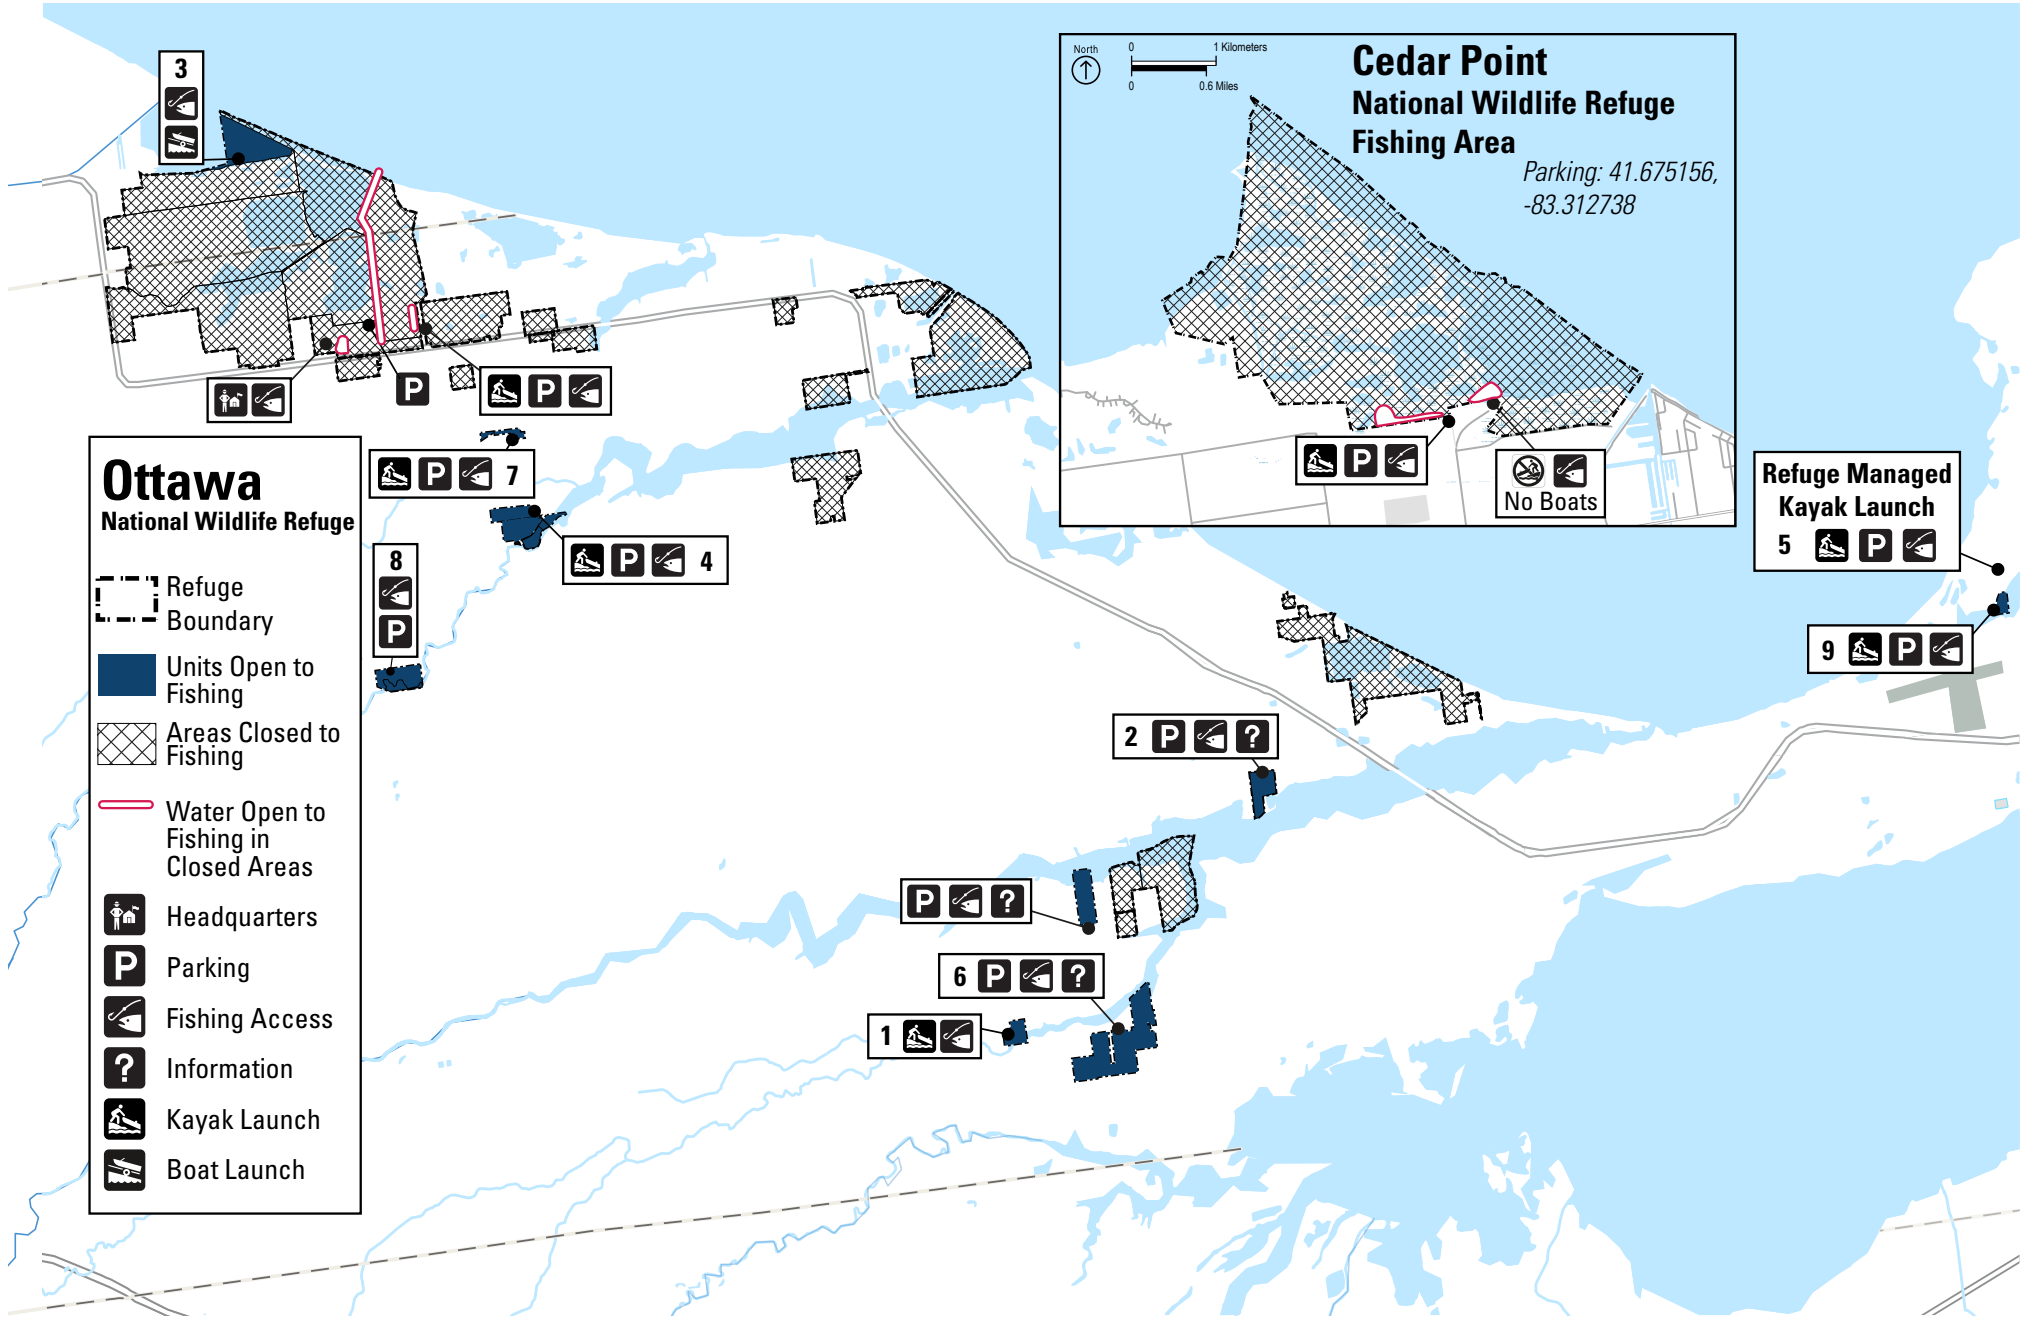 3
North
0
1 Kilometers
0
0.6 Miles
Cedar Point
National Wildlife Refuge
Fishing Area
Parking: 41.675156,
-83.312738
P
P
P
No Boats
Refuge Managed
Kayak Launch
5 P
9 P
P 7
P 4
8
P
2 P ?
P ?
6 P ?
1
Ottawa
National Wildlife Refuge
Refuge
Boundary
Units Open to
Fishing
Areas Closed to
Fishing
Water Open to
Fishing in
Closed Areas
Headquarters
P Parking
Fishing Access
? Information
Kayak Launch
Boat Launch